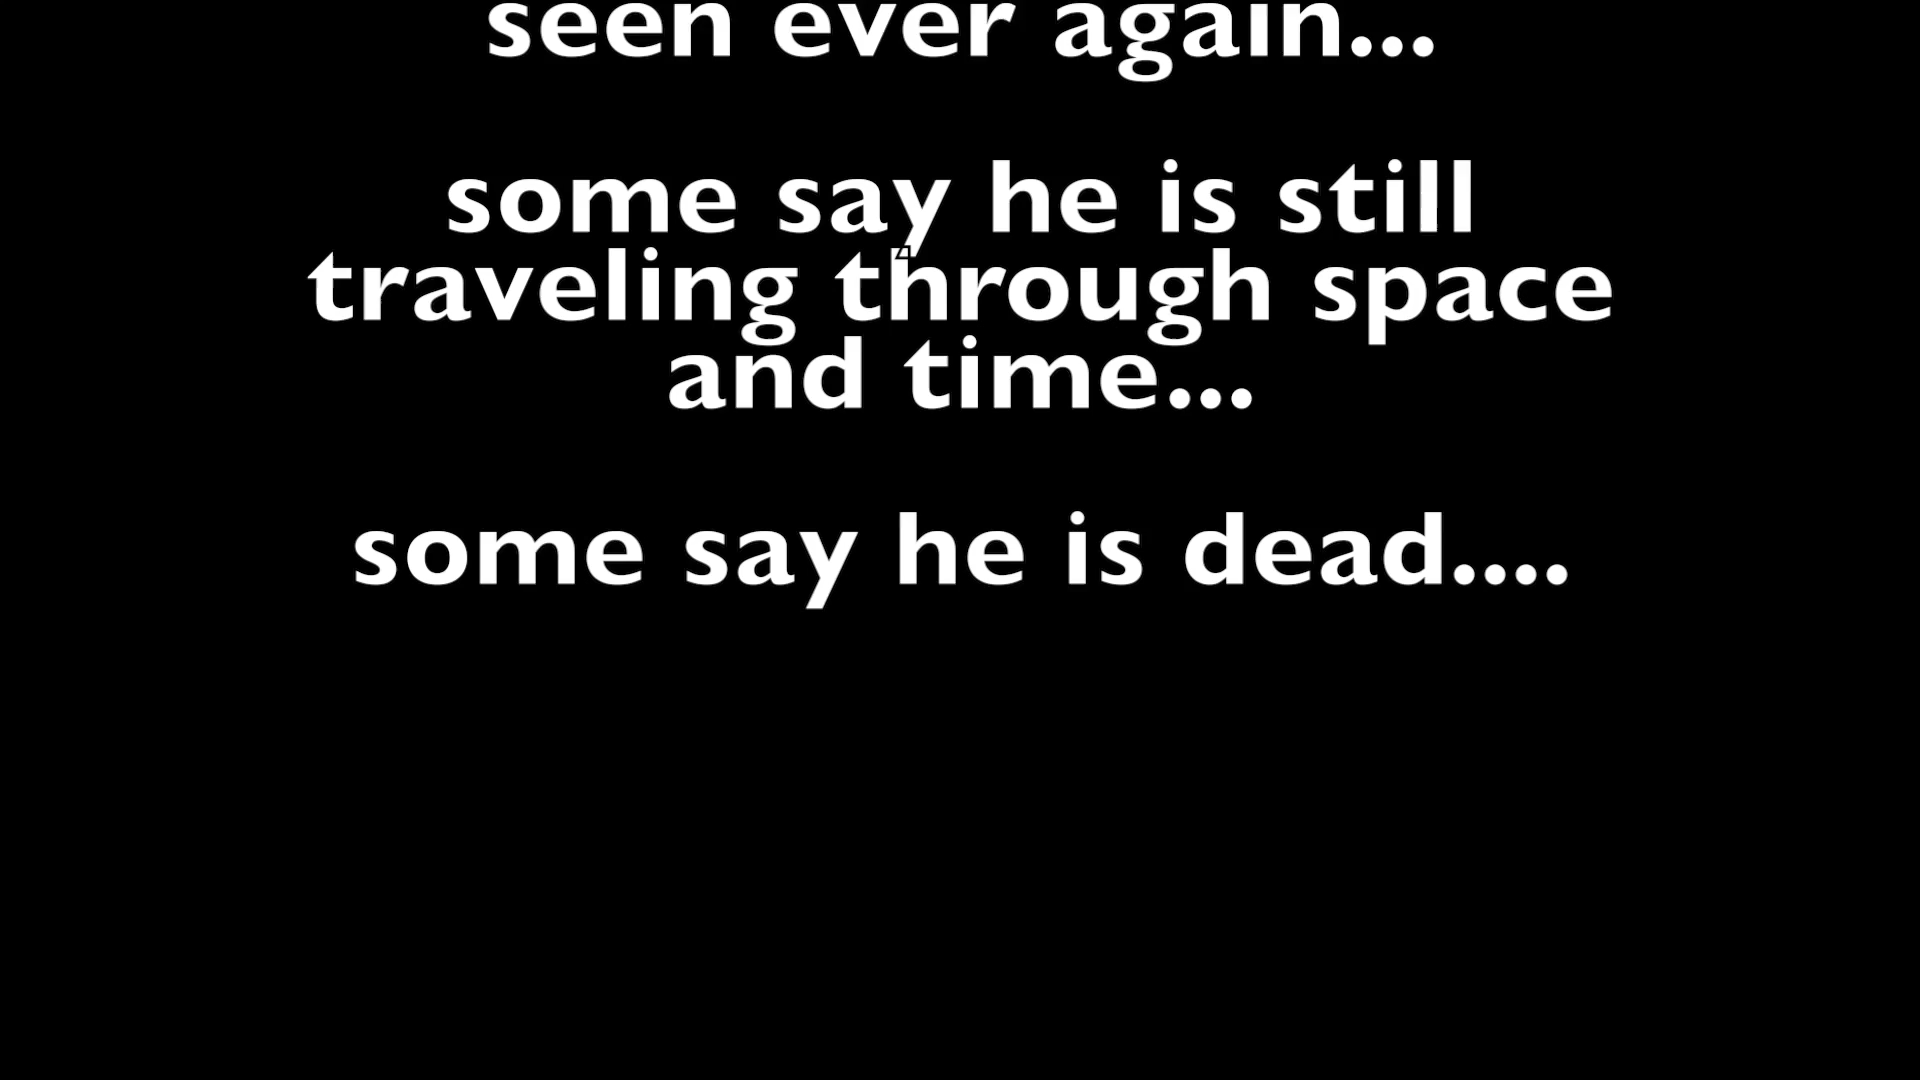 seen ever again...
some say he is still
traveling through space
and time...
some say he is dead....